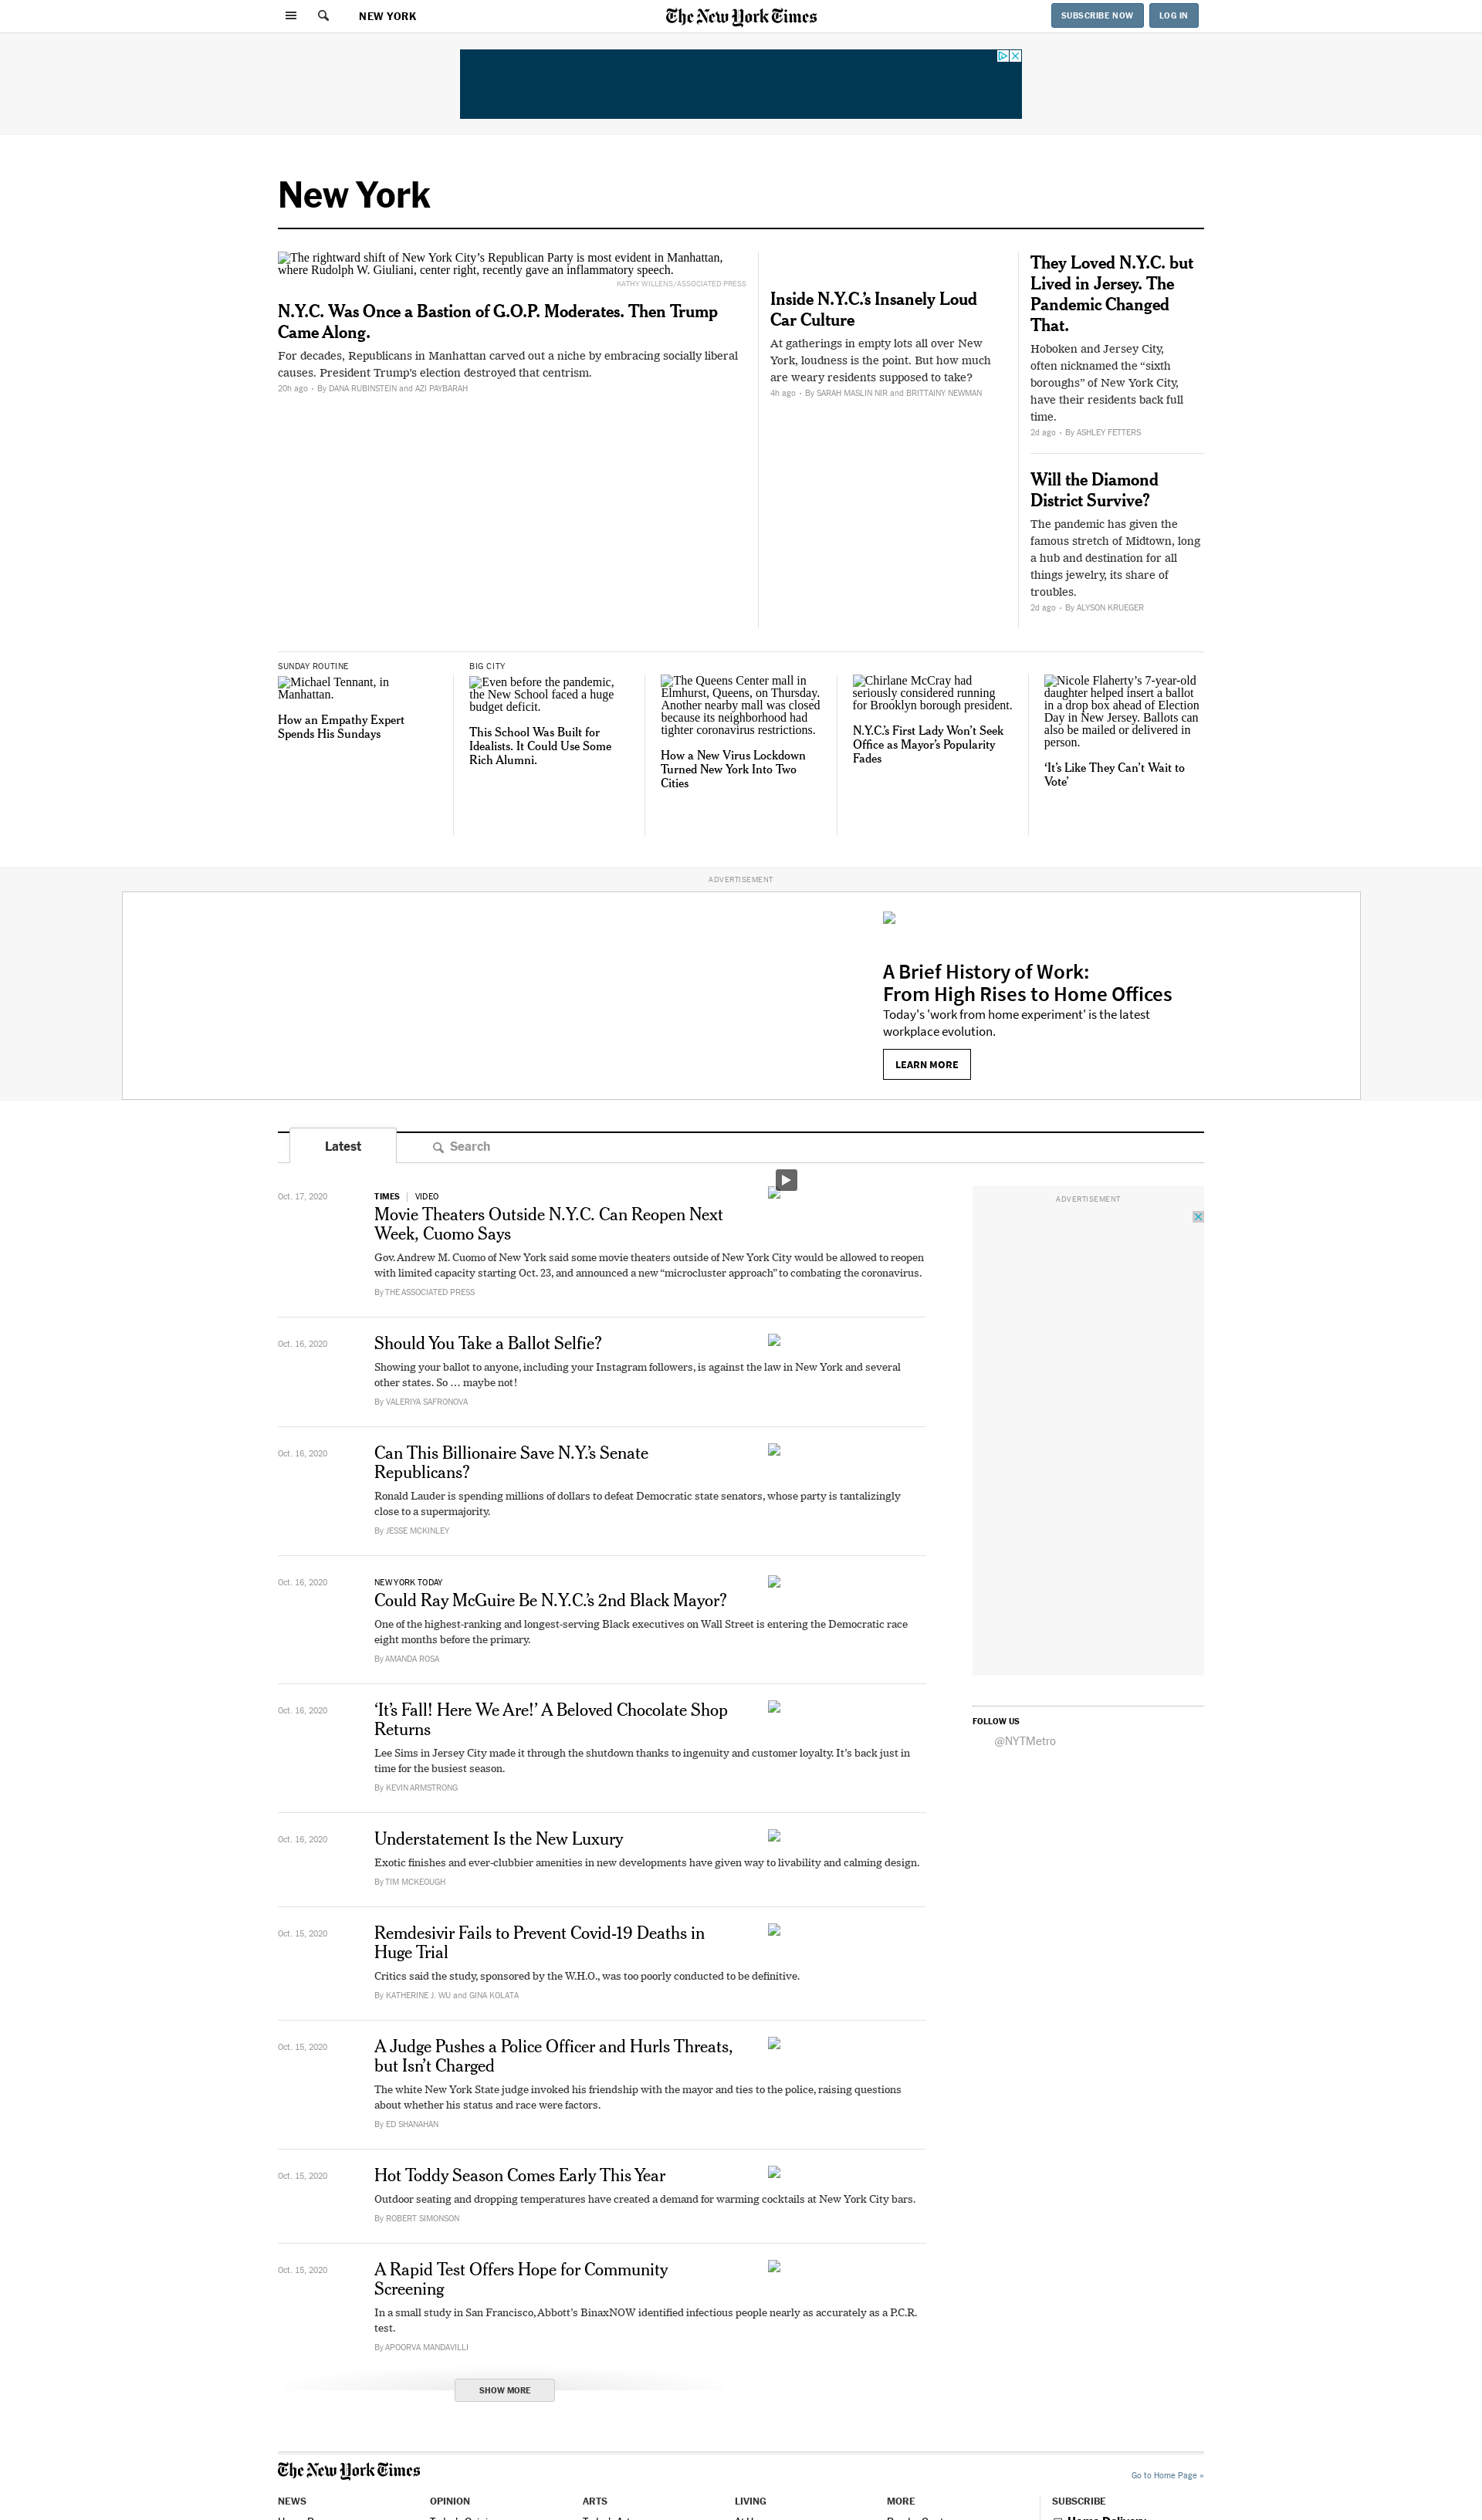 NEW YORK
The New York Times
SUBSCRIBE NOW
LOG IN
New York
The rightward shift of New York City’s Republican Party is most evident in Manhattan,
where Rudolph W. Giuliani, center right, recently gave an inflammatory speech.
KATHY WILLENS/ASSOCIATED PRESS
N.Y.C. Was Once a Bastion of G.O.P. Moderates. Then Trump
Came Along.
For decades, Republicans in Manhattan carved out a niche by embracing socially liberal
causes. President Trump’s election destroyed that centrism.
20h ago · By DANA RUBINSTEIN and AZI PAYBARAH
Inside N.Y.C.’s Insanely Loud
Car Culture
At gatherings in empty lots all over New
York, loudness is the point. But how much
are weary residents supposed to take?
4h ago · By SARAH MASLIN NIR and BRITTAINY NEWMAN
They Loved N.Y.C. but
Lived in Jersey. The
Pandemic Changed
That.
Hoboken and Jersey City,
often nicknamed the “sixth
boroughs” of New York City,
have their residents back full
time.
2d ago · By ASHLEY FETTERS
Will the Diamond
District Survive?
The pandemic has given the
famous stretch of Midtown, long
a hub and destination for all
things jewelry, its share of
troubles.
2d ago · By ALYSON KRUEGER
SUNDAY ROUTINE
Michael Tennant, in
Manhattan.
How an Empathy Expert
Spends His Sundays
BIG CITY
Even before the pandemic,
the New School faced a huge
budget deficit.
This School Was Built for
Idealists. It Could Use Some
Rich Alumni.
The Queens Center mall in
Elmhurst, Queens, on Thursday.
Another nearby mall was closed
because its neighborhood had
tighter coronavirus restrictions.
How a New Virus Lockdown
Turned New York Into Two
Cities
Chirlane McCray had
seriously considered running
for Brooklyn borough president.
N.Y.C.’s First Lady Won’t Seek
Office as Mayor’s Popularity
Fades
Nicole Flaherty’s 7-year-old
daughter helped insert a ballot
in a drop box ahead of Election
Day in New Jersey. Ballots can
also be mailed or delivered in
person.
‘It’s Like They Can’t Wait to
Vote’
ADVERTISEMENT
A Brief History of Work:
From High Rises to Home Offices
Today's 'work from home experiment' is the latest
workplace evolution.
LEARN MORE
Latest
Search
Oct. 17, 2020
TIMES | VIDEO
Movie Theaters Outside N.Y.C. Can Reopen Next
Week, Cuomo Says
Gov. Andrew M. Cuomo of New York said some movie theaters outside of New York City would be allowed to reopen
with limited capacity starting Oct. 23, and announced a new “microcluster approach” to combating the coronavirus.
By THE ASSOCIATED PRESS
ADVERTISEMENT
Oct. 16, 2020
Should You Take a Ballot Selfie?
Showing your ballot to anyone, including your Instagram followers, is against the law in New York and several
other states. So … maybe not!
By VALERIYA SAFRONOVA
Oct. 16, 2020
Can This Billionaire Save N.Y.’s Senate
Republicans?
Ronald Lauder is spending millions of dollars to defeat Democratic state senators, whose party is tantalizingly
close to a supermajority.
By JESSE MCKINLEY
Oct. 16, 2020
NEW YORK TODAY
Could Ray McGuire Be N.Y.C.’s 2nd Black Mayor?
One of the highest-ranking and longest-serving Black executives on Wall Street is entering the Democratic race
eight months before the primary.
By AMANDA ROSA
Oct. 16, 2020
‘It’s Fall! Here We Are!’ A Beloved Chocolate Shop
Returns
Lee Sims in Jersey City made it through the shutdown thanks to ingenuity and customer loyalty. It’s back just in
time for the busiest season.
By KEVIN ARMSTRONG
FOLLOW US
@NYTMetro
Oct. 16, 2020
Understatement Is the New Luxury
Exotic finishes and ever-clubbier amenities in new developments have given way to livability and calming design.
By TIM MCKEOUGH
Oct. 15, 2020
Remdesivir Fails to Prevent Covid-19 Deaths in
Huge Trial
Critics said the study, sponsored by the W.H.O., was too poorly conducted to be definitive.
By KATHERINE J. WU and GINA KOLATA
Oct. 15, 2020
A Judge Pushes a Police Officer and Hurls Threats,
but Isn’t Charged
The white New York State judge invoked his friendship with the mayor and ties to the police, raising questions
about whether his status and race were factors.
By ED SHANAHAN
Oct. 15, 2020
Hot Toddy Season Comes Early This Year
Outdoor seating and dropping temperatures have created a demand for warming cocktails at New York City bars.
By ROBERT SIMONSON
Oct. 15, 2020
A Rapid Test Offers Hope for Community
Screening
In a small study in San Francisco, Abbott’s BinaxNOW identified infectious people nearly as accurately as a P.C.R.
test.
By APOORVA MANDAVILLI
SHOW MORE
The New York Times
Go to Home Page »
NEWS
OPINION
ARTS
LIVING
MORE
SUBSCRIBE